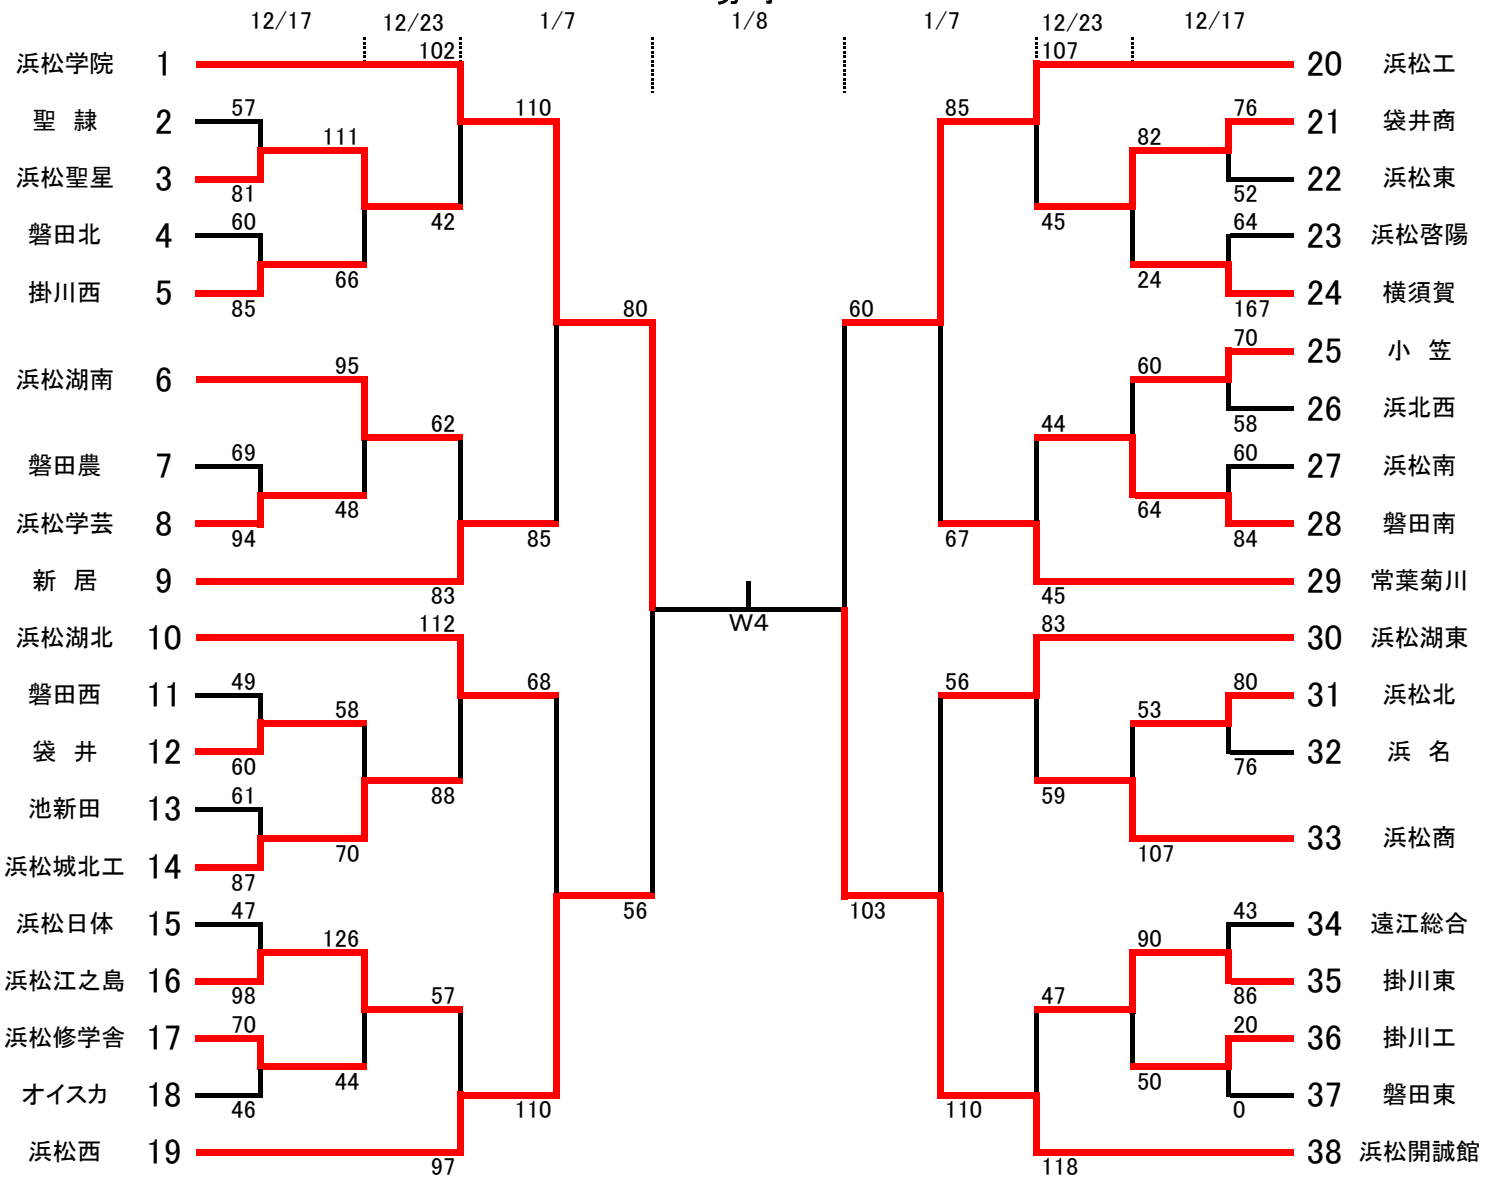 12/17 12/23 1/7 1/8 1/7 12/23 12/17
浜松学院 1 102 107 20 浜松工
聖 隷 2 57 110 85 76 21 袋井商
111 82
浜松聖星 3 81 52 22 浜松東
磐田北 4 60 42 45 64 23 浜松啓陽
66 24
掛川西 5 85 167 24 横須賀
80 60
70 25 小 笠
浜松湖南 6 95 60
58 26 浜北西
62 44
磐田農 7 69 60 27 浜松南
48 64
浜松学芸 8 94 85 67 84 28 磐田南
新 居 9 83 45 29 常葉菊川
W4
浜松湖北 10 112 83 30 浜松湖東
磐田西 11 49 68 56 80 31 浜松北
58 53
袋 井 12 60 76 32 浜 名
池新田 13 61 88 59
70 107 33 浜松商
浜松城北工 14 87
浜松日体 15 47 56 103 43 34 遠江総合
126 90
浜松江之島 16 98 86 35 掛川東
57 47
浜松修学舎 17 70 20 36 掛川工
44 50
オイスカ 18 46 110 110 0 37 磐田東
浜松西 19 97 118 38 浜松開誠館